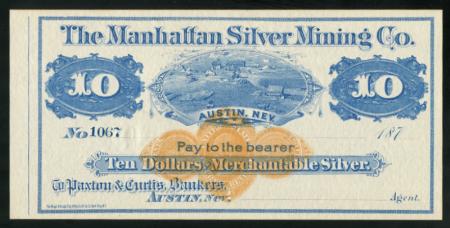 The Manhattan Silver Mining Co.
10 10
AUSTIN, NEV.
No 1067 187
Pay to the bearer
Ten Dollars, Merchantable Silver.
To Paxton & Curtis, Bankers,
AUSTIN, NEV. Agent.